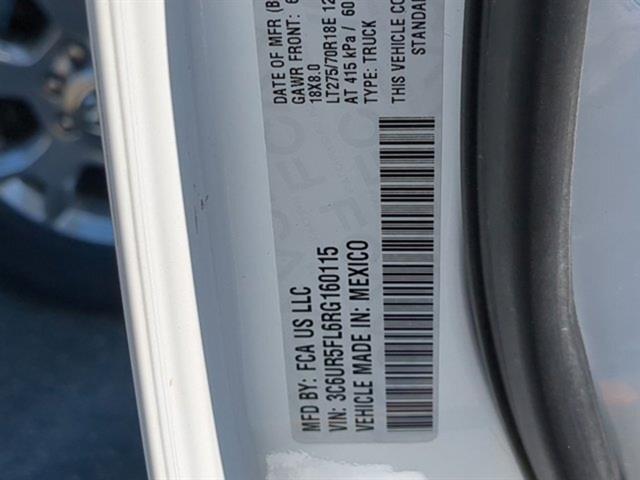 MFD BY: FCA US LLC
DATE OF MFR
VIN: 3C6UR5FL6RG160115
GAWR FRONT:
VEHICLE MADE IN: MEXICO
18X8.0
LT275/70R18E
AT 415 kPa / 60
TYPE: TRUCK
THIS VEHICLE
STANDA